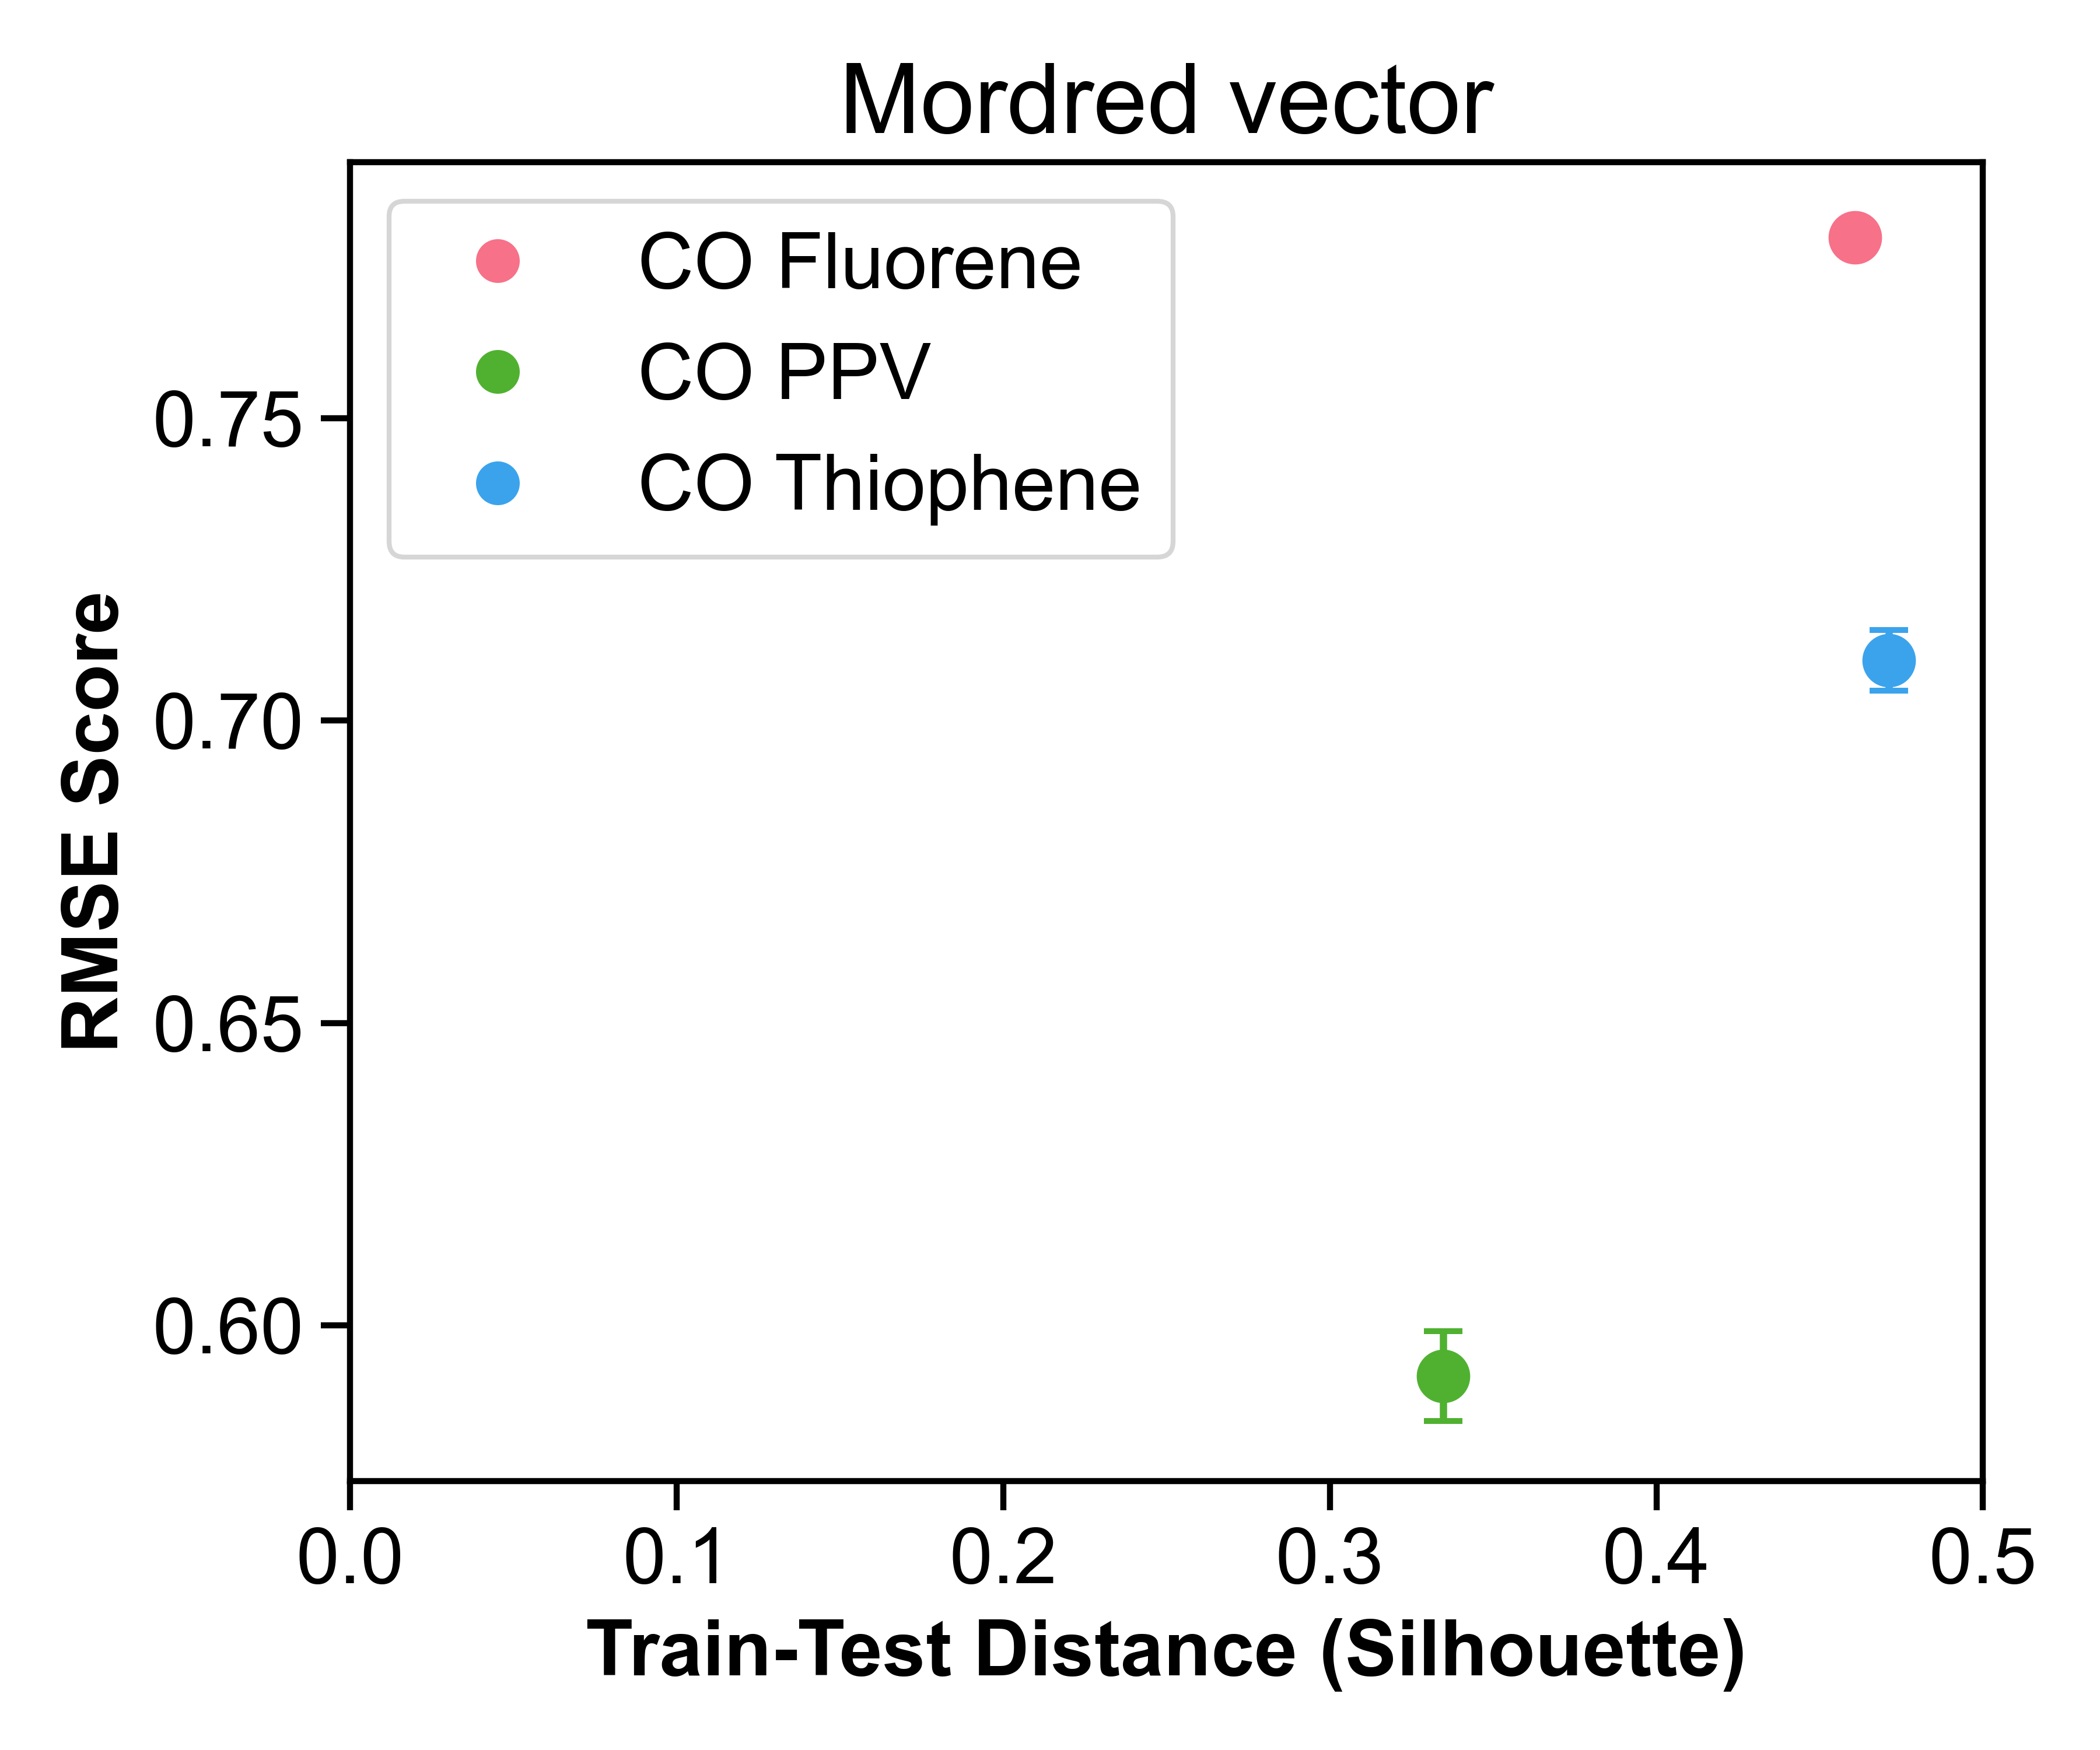 Mordred vector
CO Fluorene
CO PPV
CO Thiophene
RMSE Score
0.75
0.70
0.65
0.60
0.0 0.1 0.2 0.3 0.4 0.5
Train-Test Distance (Silhouette)